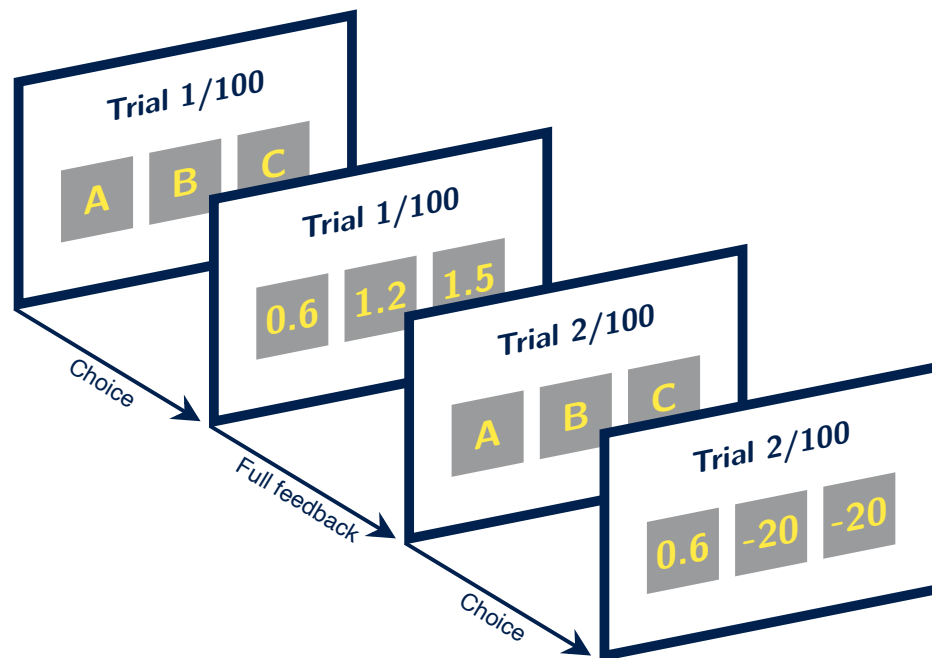 Trial 1/100
A B C
Choice
Trial 1/100
0.6 1.2 1.5
Full feedback
Trial 2/100
A B C
Choice
Trial 2/100
0.6 -20 -20